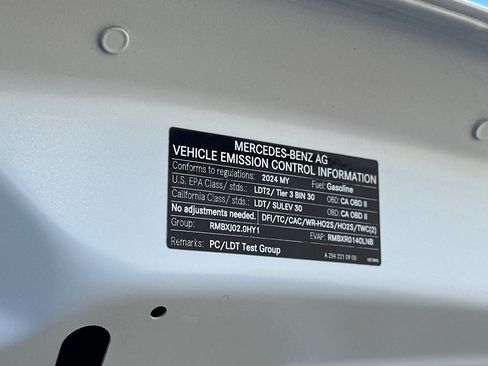 MERCEDES-BENZ AG
VEHICLE EMISSION CONTROL INFORMATION
Conforms to regulations: 2024 MY Fuel: Gasoline
U.S. EPA Class/ stds.: LDT2/ Tier 3 BIN 30 OBD: CA OBD II
California Class/ stds.: LDT/ SULEV 30 OBD: CA OBD II
No adjustments needed. DFI/TC/CAC/WR-HO2S/HO2S/TWC(2)
Group: RMBXJ02.0HY1 EVAP: RMBXR0140LNB
Remarks: PC/LDT Test Group A 254 221 09 00